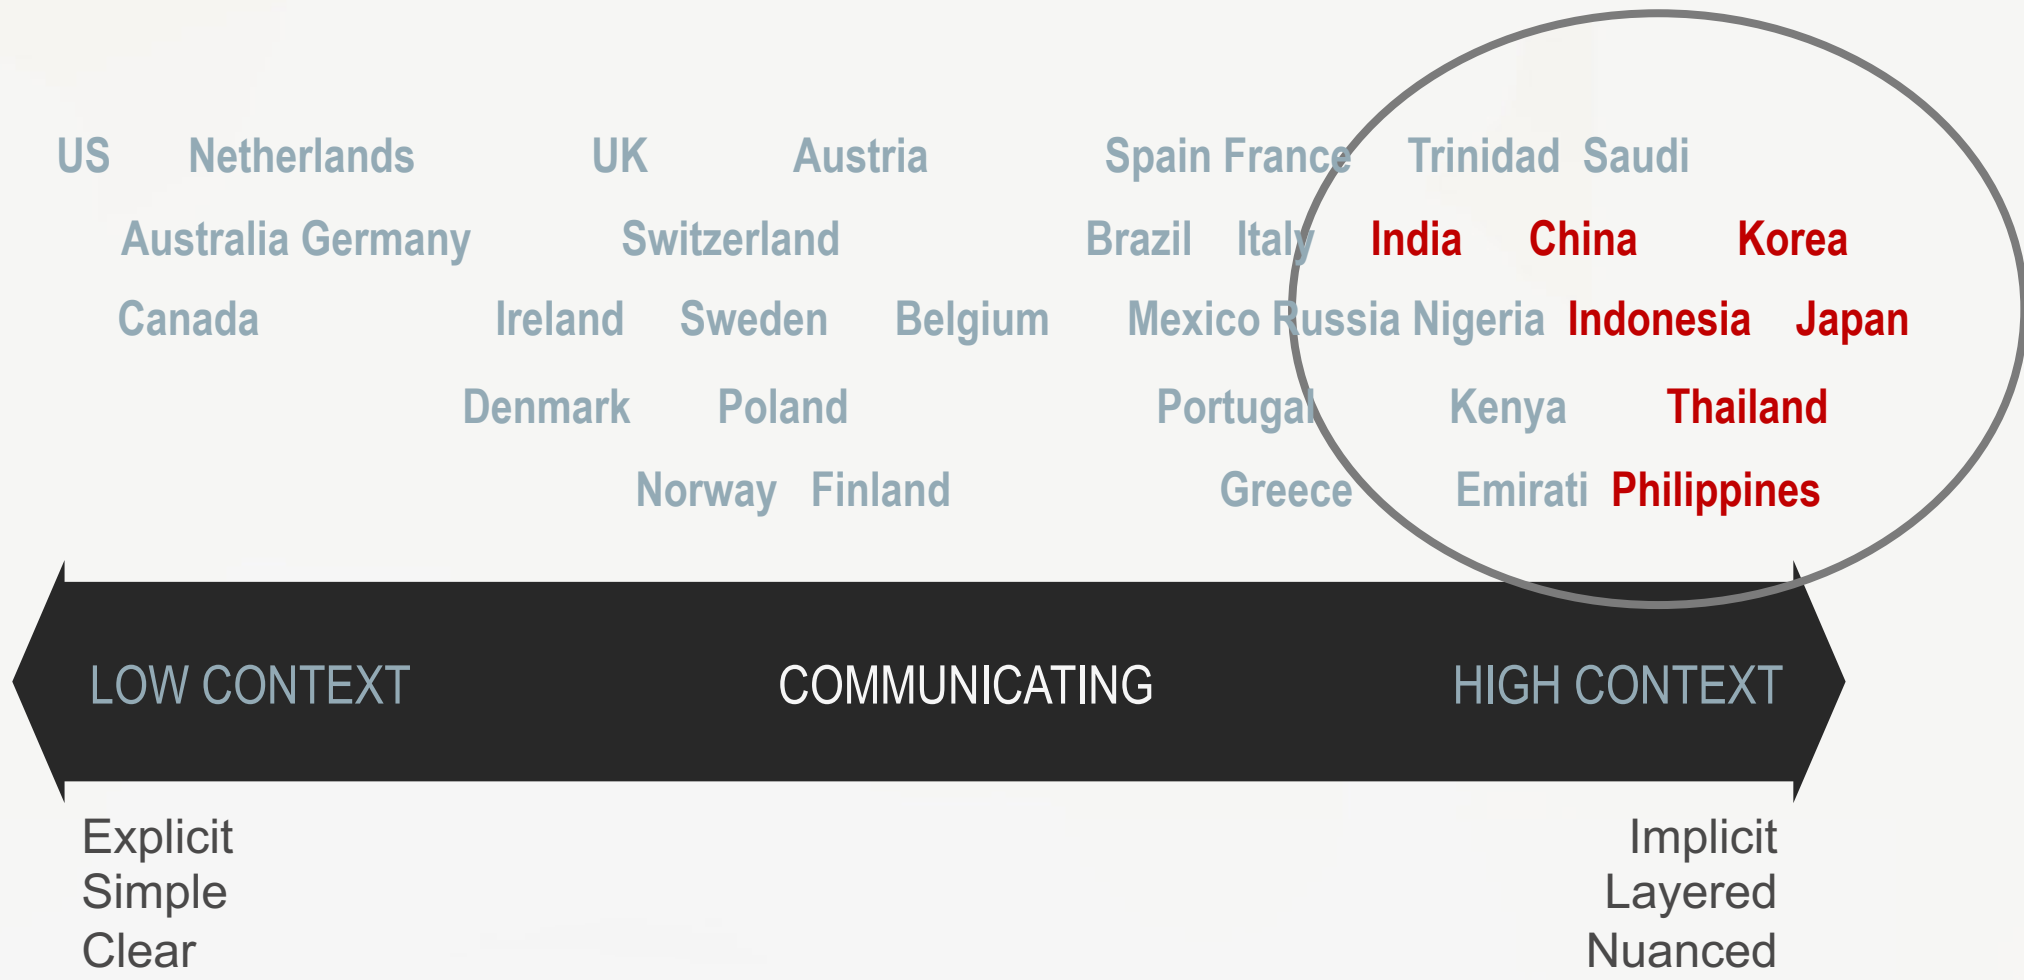 US Netherlands UK Austria Spain France Trinidad Saudi
Australia Germany Switzerland Brazil Italy India China Korea
Canada Ireland Sweden Belgium Mexico Russia Nigeria Indonesia Japan
Denmark Poland Portugal Kenya Thailand
Norway Finland Greece Emirati Philippines
LOW CONTEXT COMMUNICATING HIGH CONTEXT
Explicit Implicit
Simple Layered
Clear Nuanced